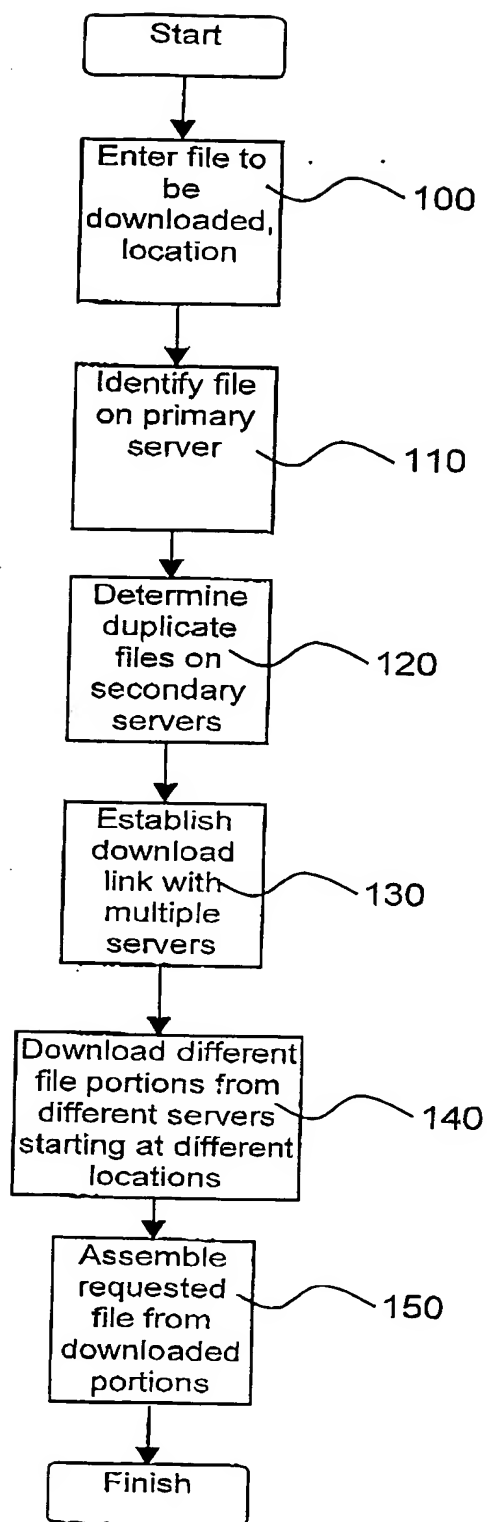 Start
Enter file to
be
downloaded,
location
100
Identify file
on primary
server
110
Determine
duplicate
files on
secondary
servers
120
Establish
download
link with
multiple
servers
130
Download different
file portions from
different servers
starting at different
locations
140
Assemble
requested
file from
downloaded
portions
150
Finish